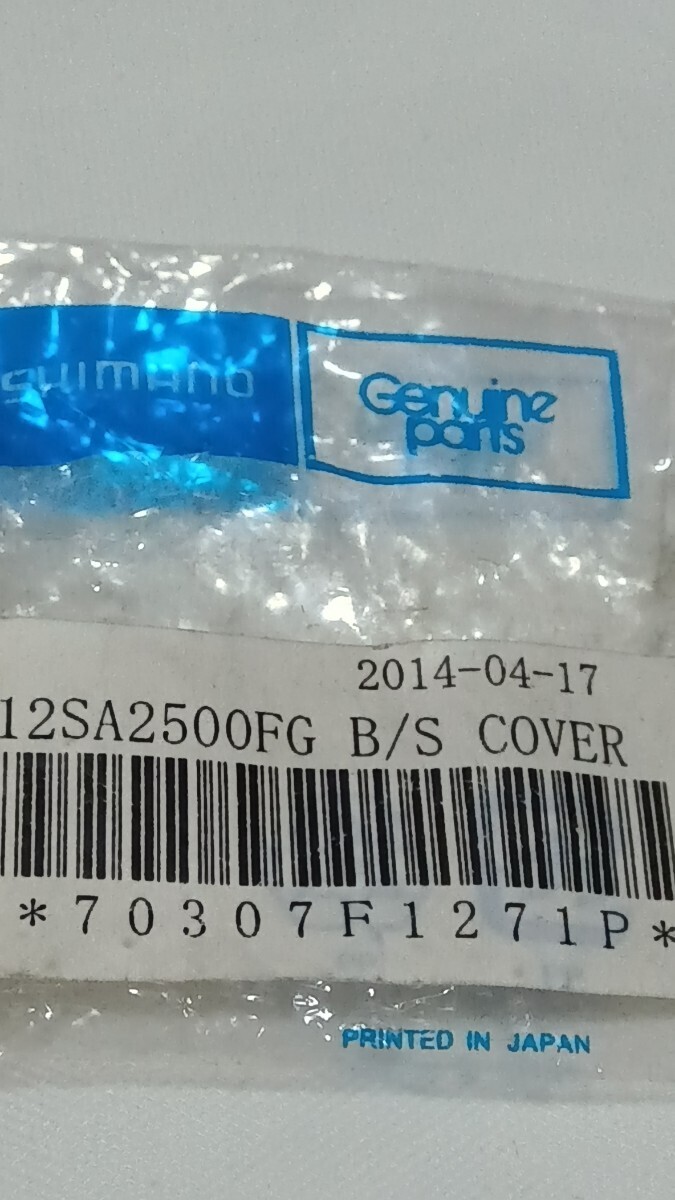 SHIMANO
Genuine
parts
2014-04-17
12SA2500FG B/S COVER
*70307F1271P*
PRINTED IN JAPAN